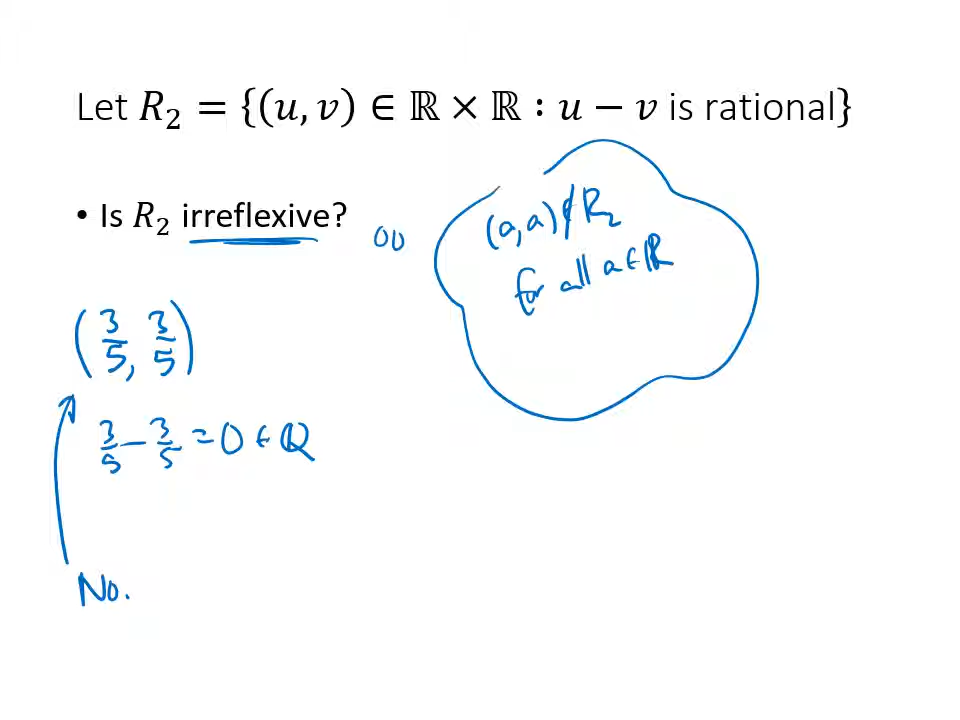 Let R₂ = {(u, v) ∈ ℝ × ℝ : u − v is rational}
• Is R₂ irreflexive?
(a, a) ∉ R₂
for all a ∈ ℝ
(3/5, 3/5)
3/5 − 3/5 = 0 ∈ ℚ
No.